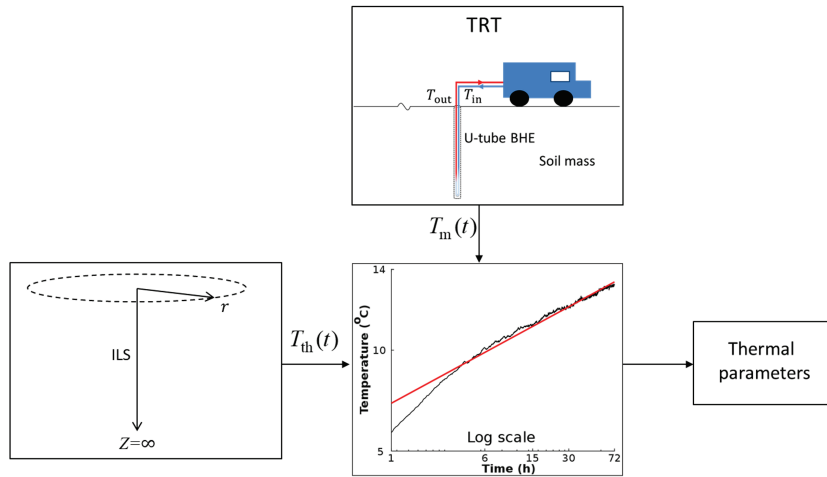 TRT
T_out T_in
U-tube BHE
Soil mass
T_m(t)
r
ILS
Z=∞
T_th(t)
14
10
5
Temperature (°C)
Log scale
1 6 15 30 72
Time (h)
Thermal
parameters